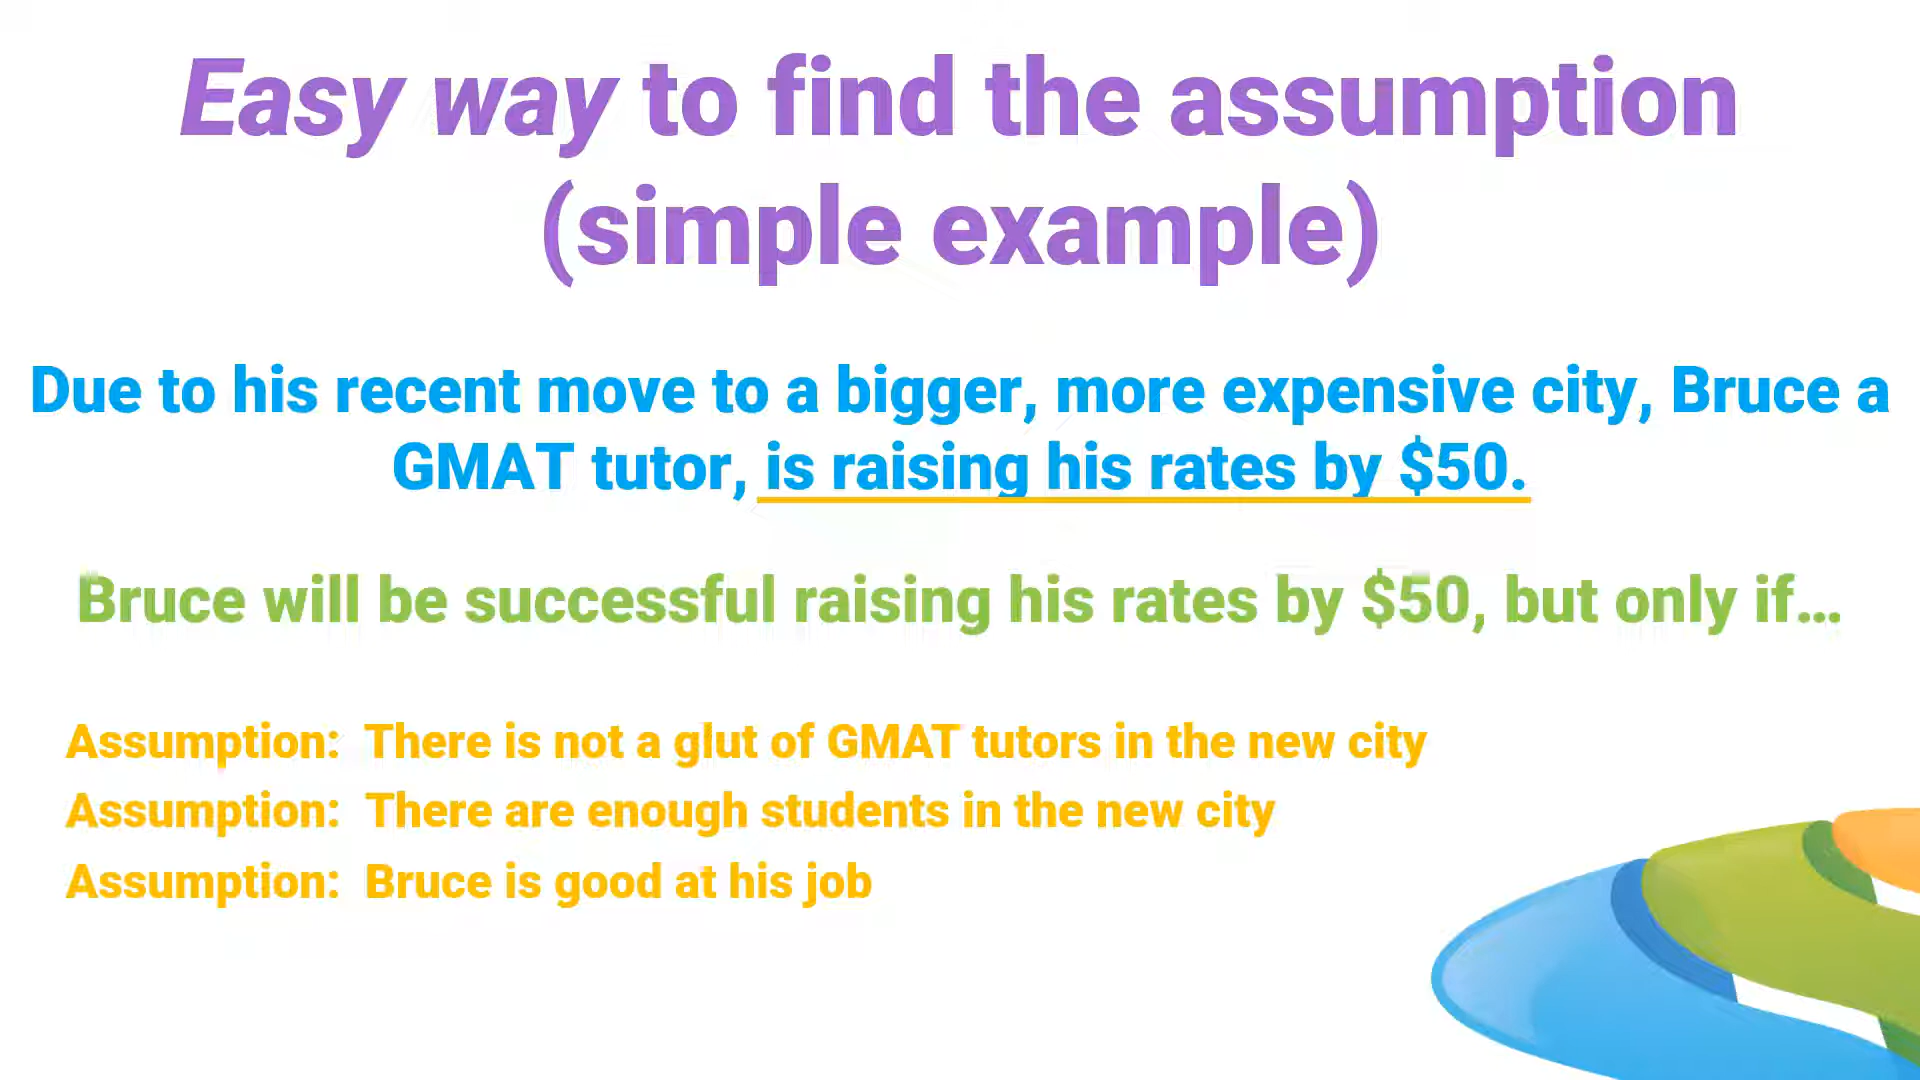 Easy way to find the assumption
(simple example)
Due to his recent move to a bigger, more expensive city, Bruce a
GMAT tutor, is raising his rates by $50.
Bruce will be successful raising his rates by $50, but only if...
Assumption: There is not a glut of GMAT tutors in the new city
Assumption: There are enough students in the new city
Assumption: Bruce is good at his job